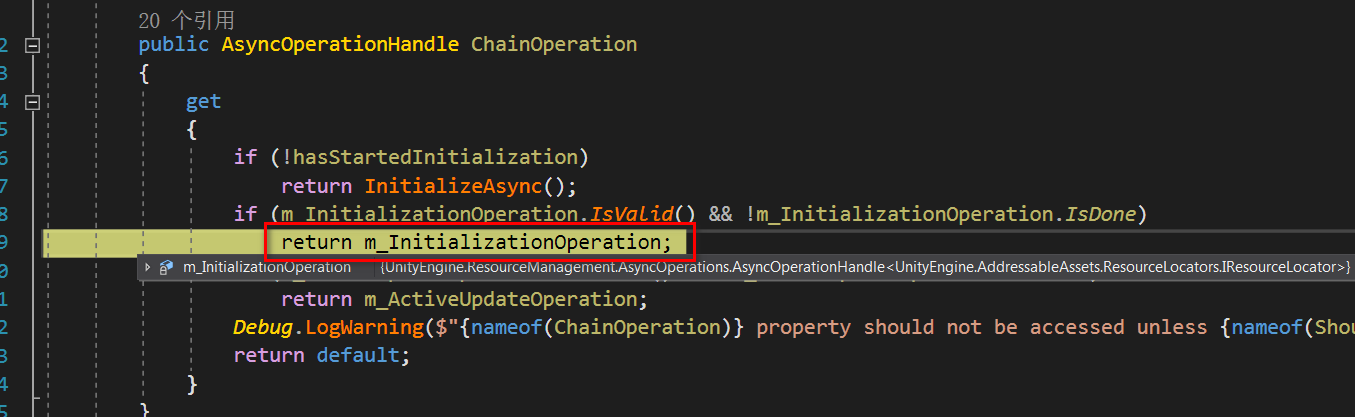 20 个引用
2 public AsyncOperationHandle ChainOperation
3 {
4 get
5 {
6 if (!hasStartedInitialization)
7 return InitializeAsync();
8 if (m_InitializationOperation.IsValid() && !m_InitializationOperation.IsDone)
9 return m_InitializationOperation;
0 m_InitializationOperation {UnityEngine.ResourceManagement.AsyncOperations.AsyncOperationHandle<UnityEngine.AddressableAssets.ResourceLocators.IResourceLocator>}
1 return m_ActiveUpdateOperation;
2 Debug.LogWarning($"{nameof(ChainOperation)} property should not be accessed unless {nameof(Shou
3 return default;
4 }
5 }